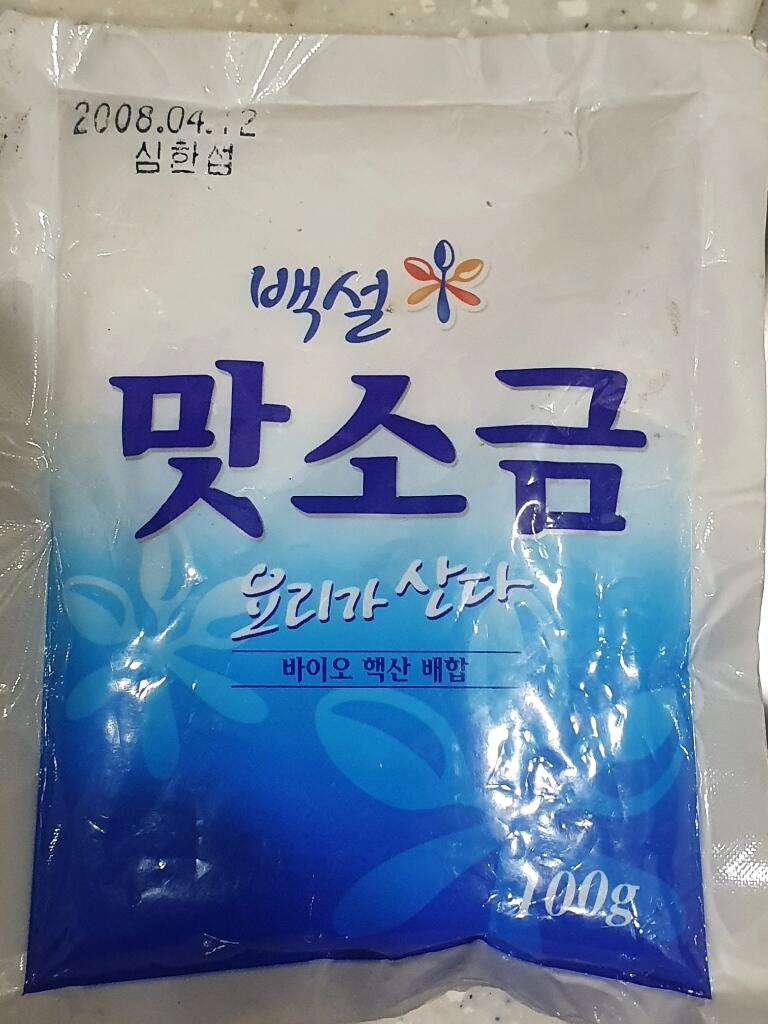 2008.04.12
심한섭
백설
맛소금
요리가 산다
바이오 핵산 배합
100g